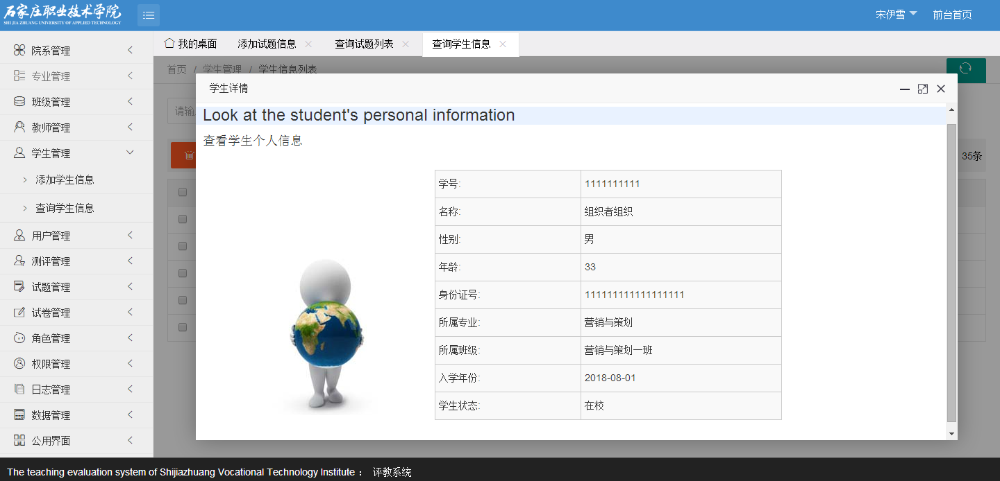 石家庄职业技术学院
SHI JIA ZHUANG UNIVERSITY OF APPLIED TECHNOLOGY
宋伊雪 前台首页
院系管理
专业管理
班级管理
教师管理
学生管理
添加学生信息
查询学生信息
用户管理
测评管理
试题管理
试卷管理
角色管理
权限管理
日志管理
数据管理
公用界面
我的桌面 添加试题信息 查询试题列表 查询学生信息
首页 / 学生管理 / 学生信息列表
请输
35条
学生详情
Look at the student's personal information
查看学生个人信息
学号: 1111111111
名称: 组织者组织
性别: 男
年龄: 33
身份证号: 111111111111111111
所属专业: 营销与策划
所属班级: 营销与策划一班
入学年份: 2018-08-01
学生状态: 在校
The teaching evaluation system of Shijiazhuang Vocational Technology Institute： 评教系统